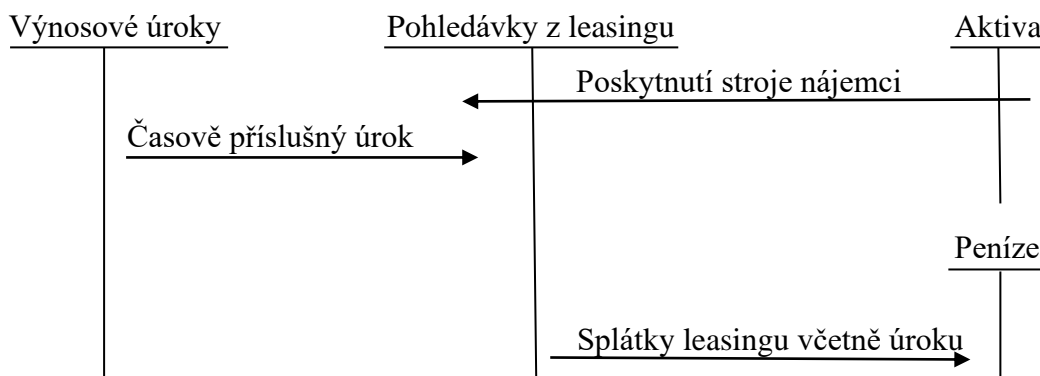 Výnosové úroky Pohledávky z leasingu Aktiva
Poskytnutí stroje nájemci
Časově příslušný úrok
Peníze
Splátky leasingu včetně úroku